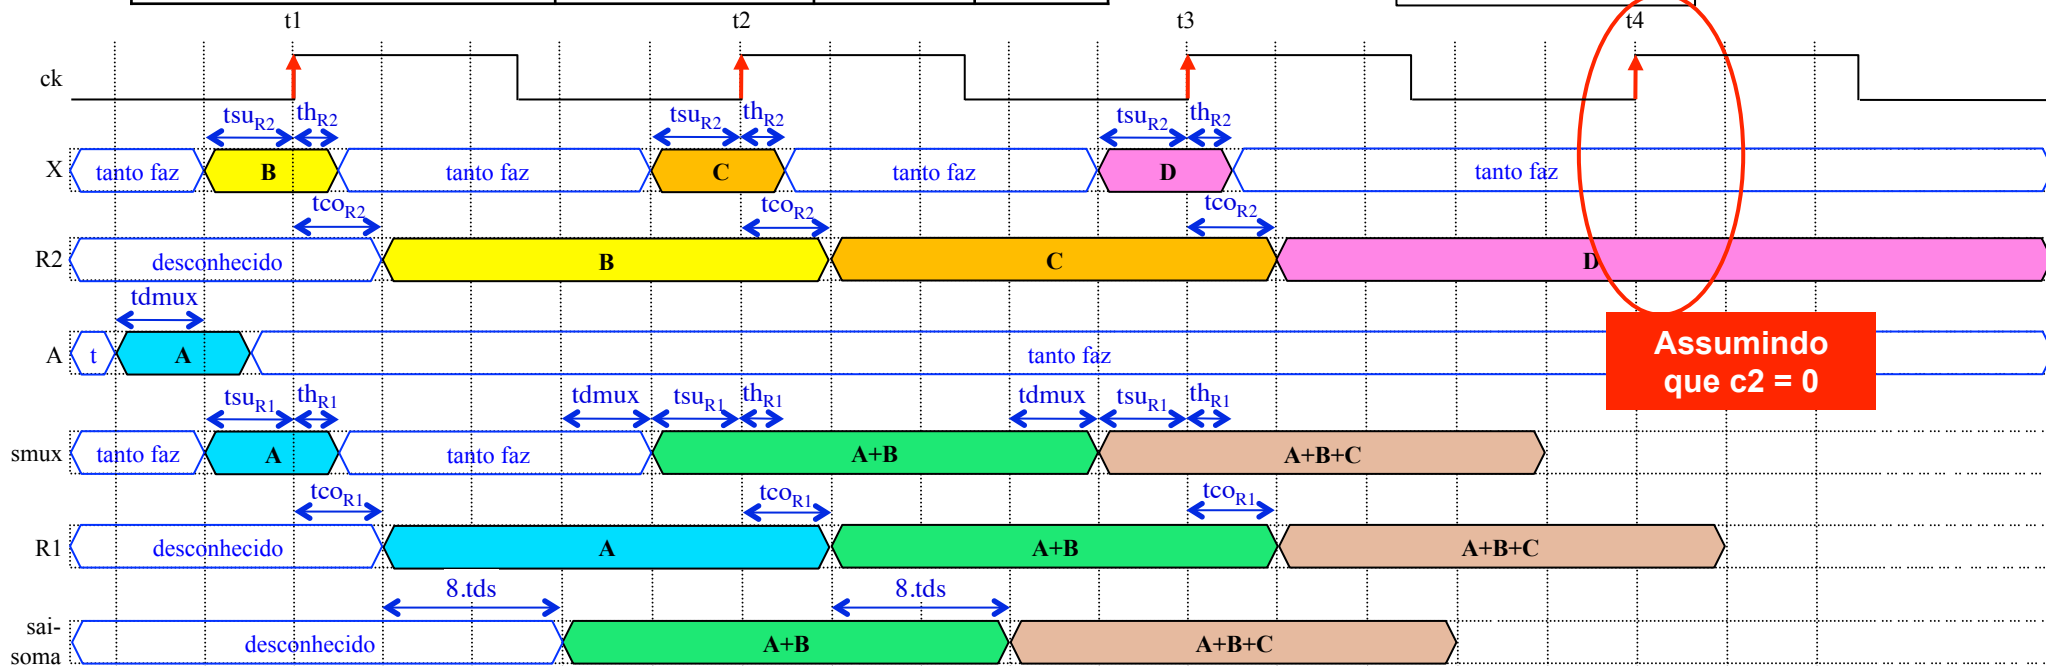 t1 t2 t3 t4
ck
tsuR2 thR2 tsuR2 thR2 tsuR2 thR2
X tanto faz B tanto faz C tanto faz D tanto faz
tcoR2 tcoR2 tcoR2
R2 desconhecido B C D
tdmux
A t A tanto faz
Assumindo
que c2 = 0
tsuR1 thR1 tdmux tsuR1 thR1 tdmux tsuR1 thR1
smux tanto faz A tanto faz A+B A+B+C
tcoR1 tcoR1 tcoR1
R1 desconhecido A A+B A+B+C
8.tds 8.tds
sai-
soma desconhecido A+B A+B+C